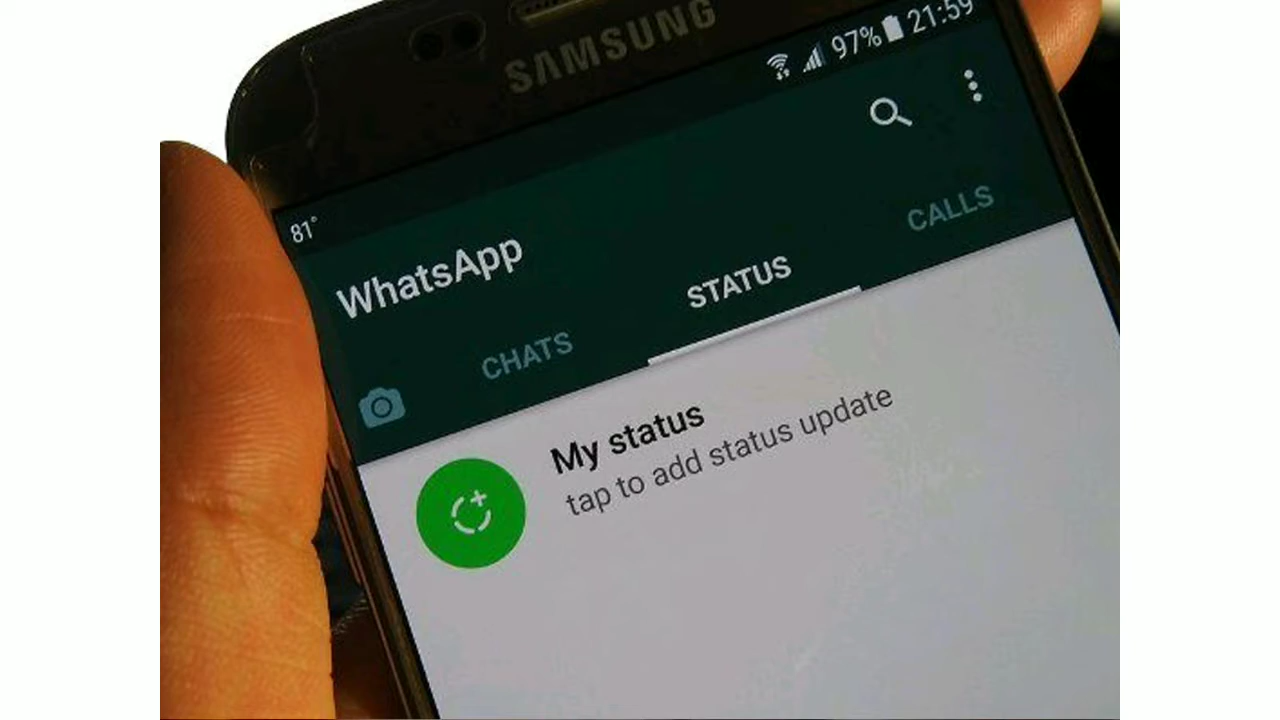 SAMSUNG
81° 97% 21:59
WhatsApp
CHATS STATUS CALLS
My status
tap to add status update